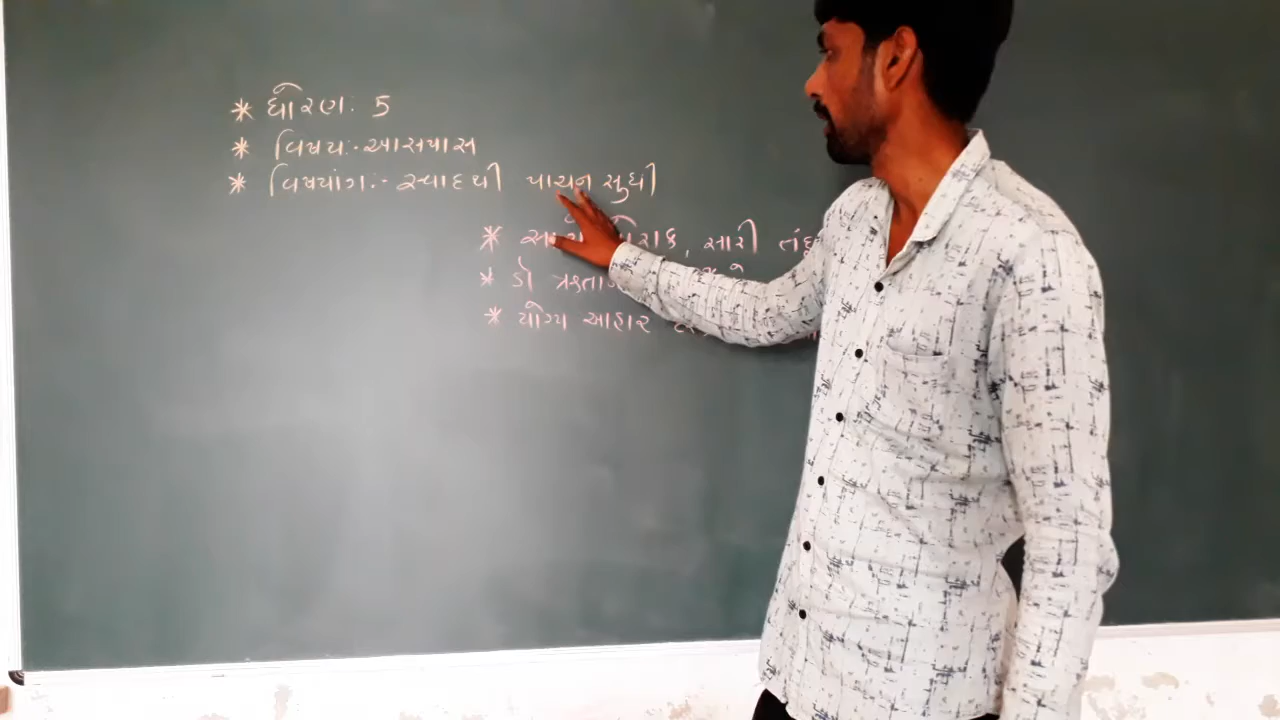 * ધોરણ: 5
* વિષય:- આસપાસ
* વિષયાંગ:- સ્વાદથી પાચન સુધી
* ખોરાક, સારી
* ડૉ
* યોગ્ય આહાર